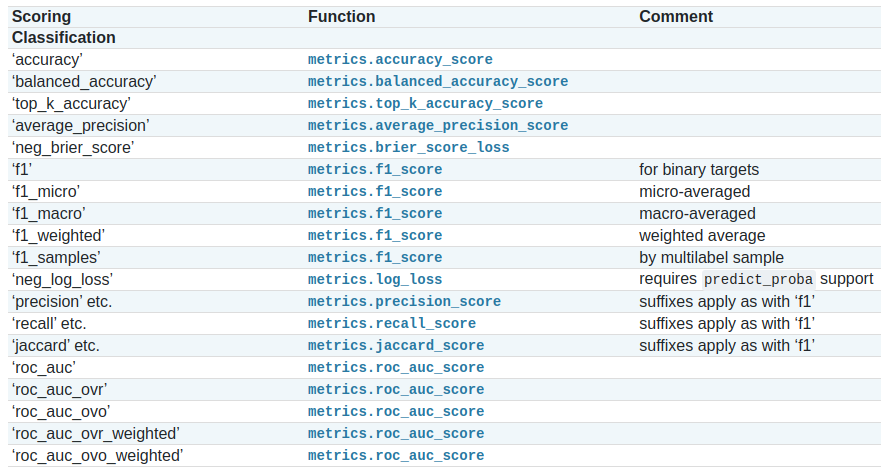 Scoring Function Comment
Classification
‘accuracy’ metrics.accuracy_score
‘balanced_accuracy’ metrics.balanced_accuracy_score
‘top_k_accuracy’ metrics.top_k_accuracy_score
‘average_precision’ metrics.average_precision_score
‘neg_brier_score’ metrics.brier_score_loss
‘f1’ metrics.f1_score for binary targets
‘f1_micro’ metrics.f1_score micro-averaged
‘f1_macro’ metrics.f1_score macro-averaged
‘f1_weighted’ metrics.f1_score weighted average
‘f1_samples’ metrics.f1_score by multilabel sample
‘neg_log_loss’ metrics.log_loss requires predict_proba support
‘precision’ etc. metrics.precision_score suffixes apply as with ‘f1’
‘recall’ etc. metrics.recall_score suffixes apply as with ‘f1’
‘jaccard’ etc. metrics.jaccard_score suffixes apply as with ‘f1’
‘roc_auc’ metrics.roc_auc_score
‘roc_auc_ovr’ metrics.roc_auc_score
‘roc_auc_ovo’ metrics.roc_auc_score
‘roc_auc_ovr_weighted’ metrics.roc_auc_score
‘roc_auc_ovo_weighted’ metrics.roc_auc_score